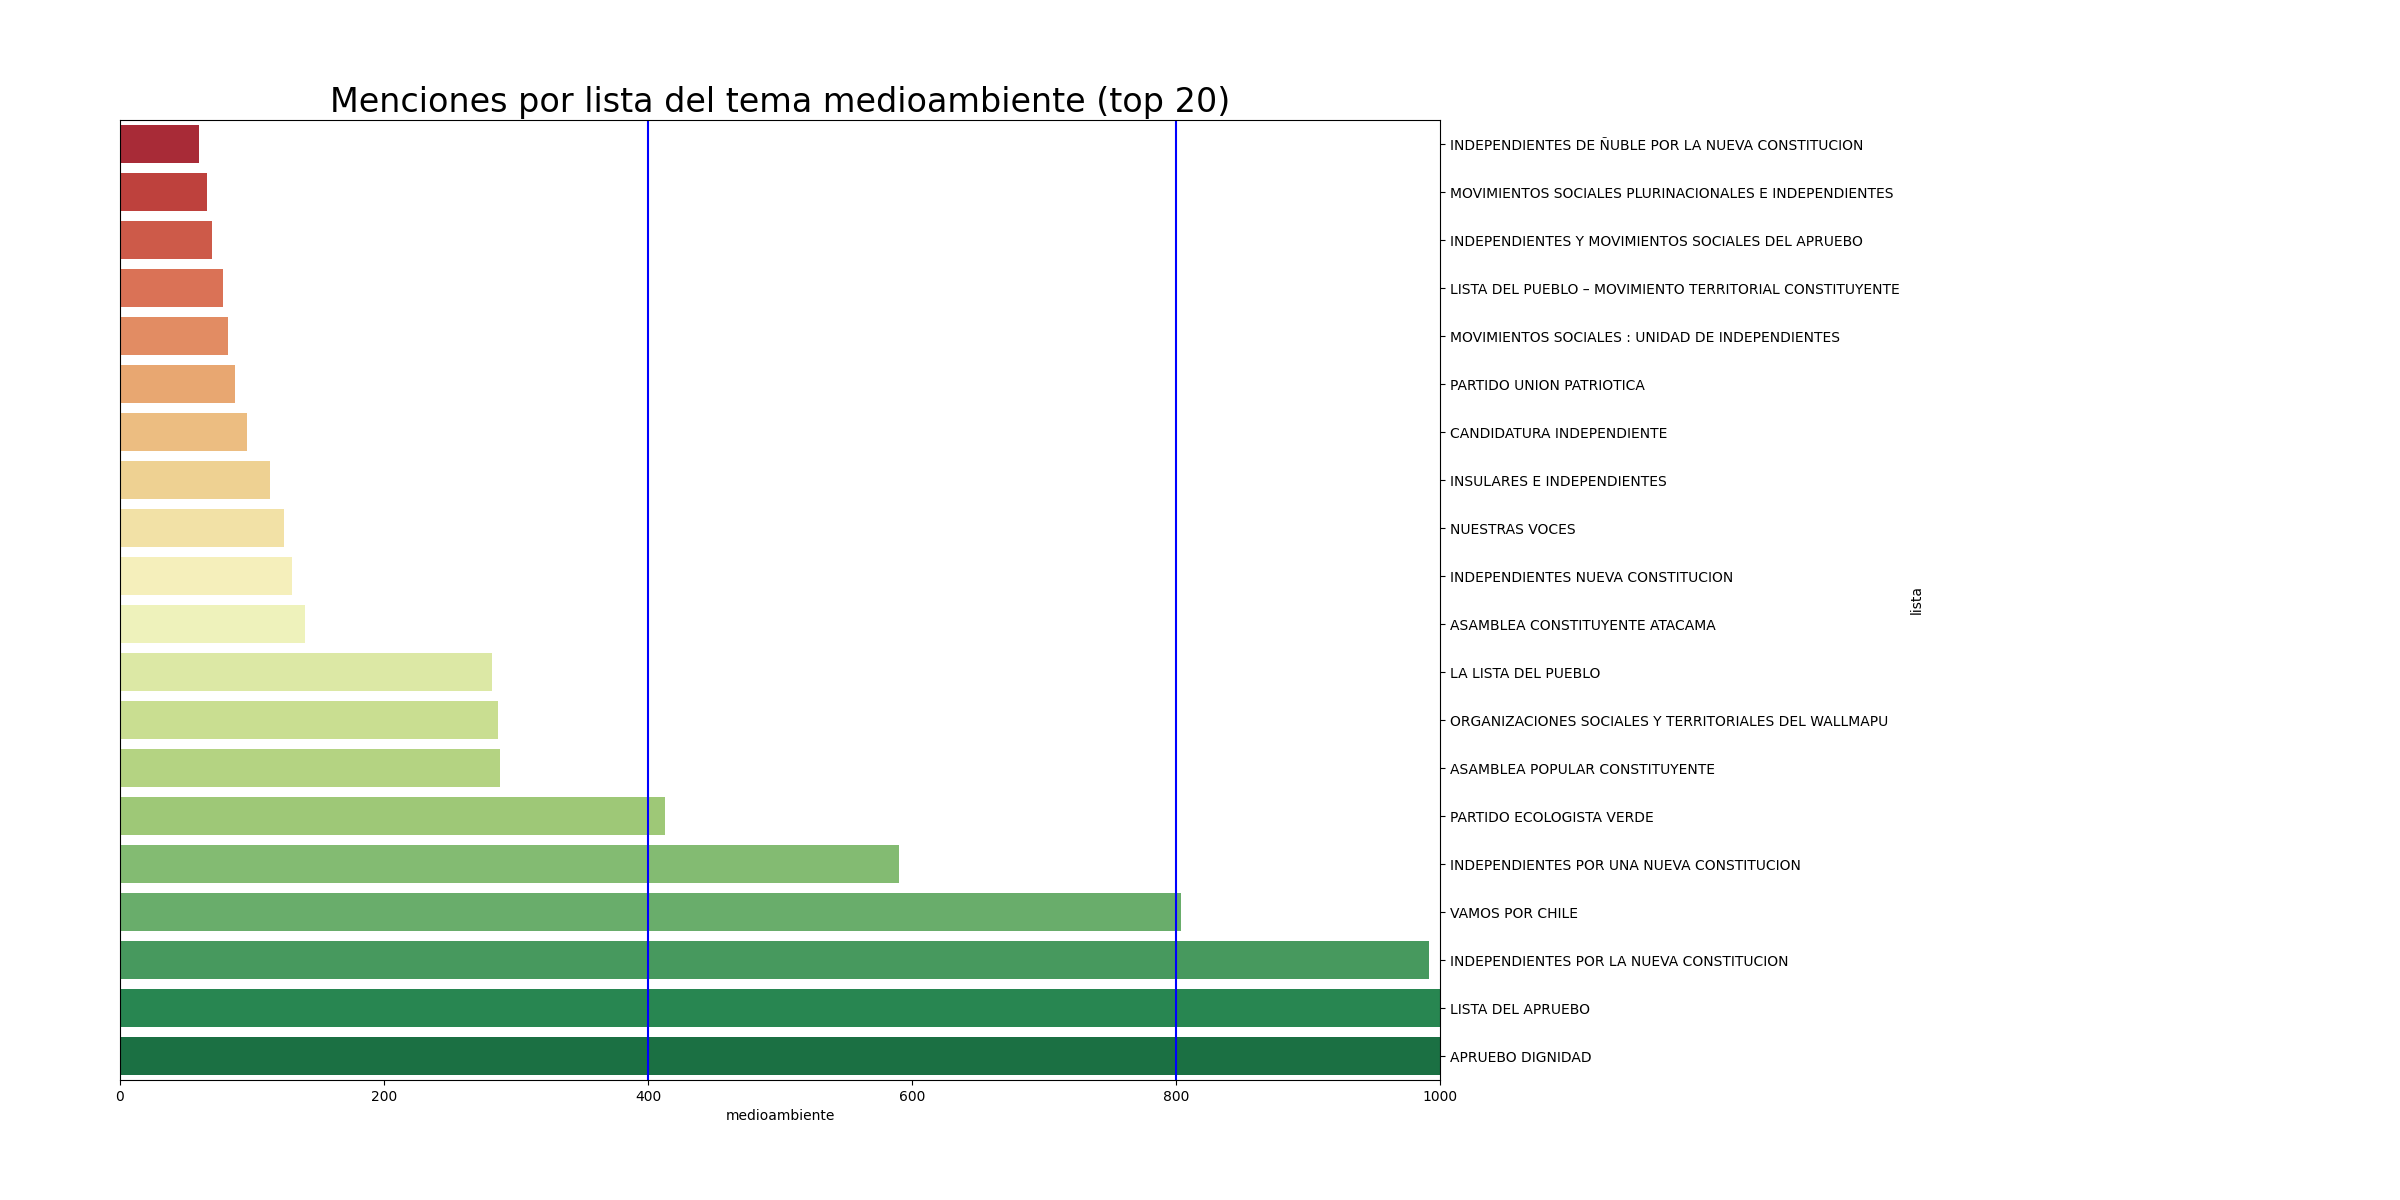 Menciones por lista del tema medioambiente (top 20)
INDEPENDIENTES DE ÑUBLE POR LA NUEVA CONSTITUCION
MOVIMIENTOS SOCIALES PLURINACIONALES E INDEPENDIENTES
INDEPENDIENTES Y MOVIMIENTOS SOCIALES DEL APRUEBO
LISTA DEL PUEBLO – MOVIMIENTO TERRITORIAL CONSTITUYENTE
MOVIMIENTOS SOCIALES : UNIDAD DE INDEPENDIENTES
PARTIDO UNION PATRIOTICA
CANDIDATURA INDEPENDIENTE
INSULARES E INDEPENDIENTES
NUESTRAS VOCES
INDEPENDIENTES NUEVA CONSTITUCION
ASAMBLEA CONSTITUYENTE ATACAMA
LA LISTA DEL PUEBLO
ORGANIZACIONES SOCIALES Y TERRITORIALES DEL WALLMAPU
ASAMBLEA POPULAR CONSTITUYENTE
PARTIDO ECOLOGISTA VERDE
INDEPENDIENTES POR UNA NUEVA CONSTITUCION
VAMOS POR CHILE
INDEPENDIENTES POR LA NUEVA CONSTITUCION
LISTA DEL APRUEBO
APRUEBO DIGNIDAD
lista
0 200 400 600 800 1000
medioambiente